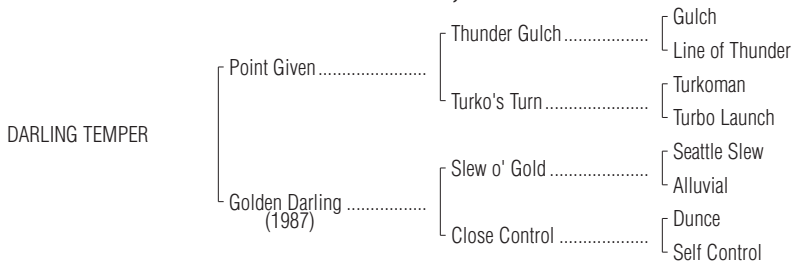 Gulch
Thunder Gulch....................
Line of Thunder
Point Given.......................
Turkoman
Turko's Turn.........................
Turbo Launch
DARLING TEMPER
Seattle Slew
Slew o' Gold.......................
Alluvial
Golden Darling.................
(1987)
Dunce
Close Control.....................
Self Control